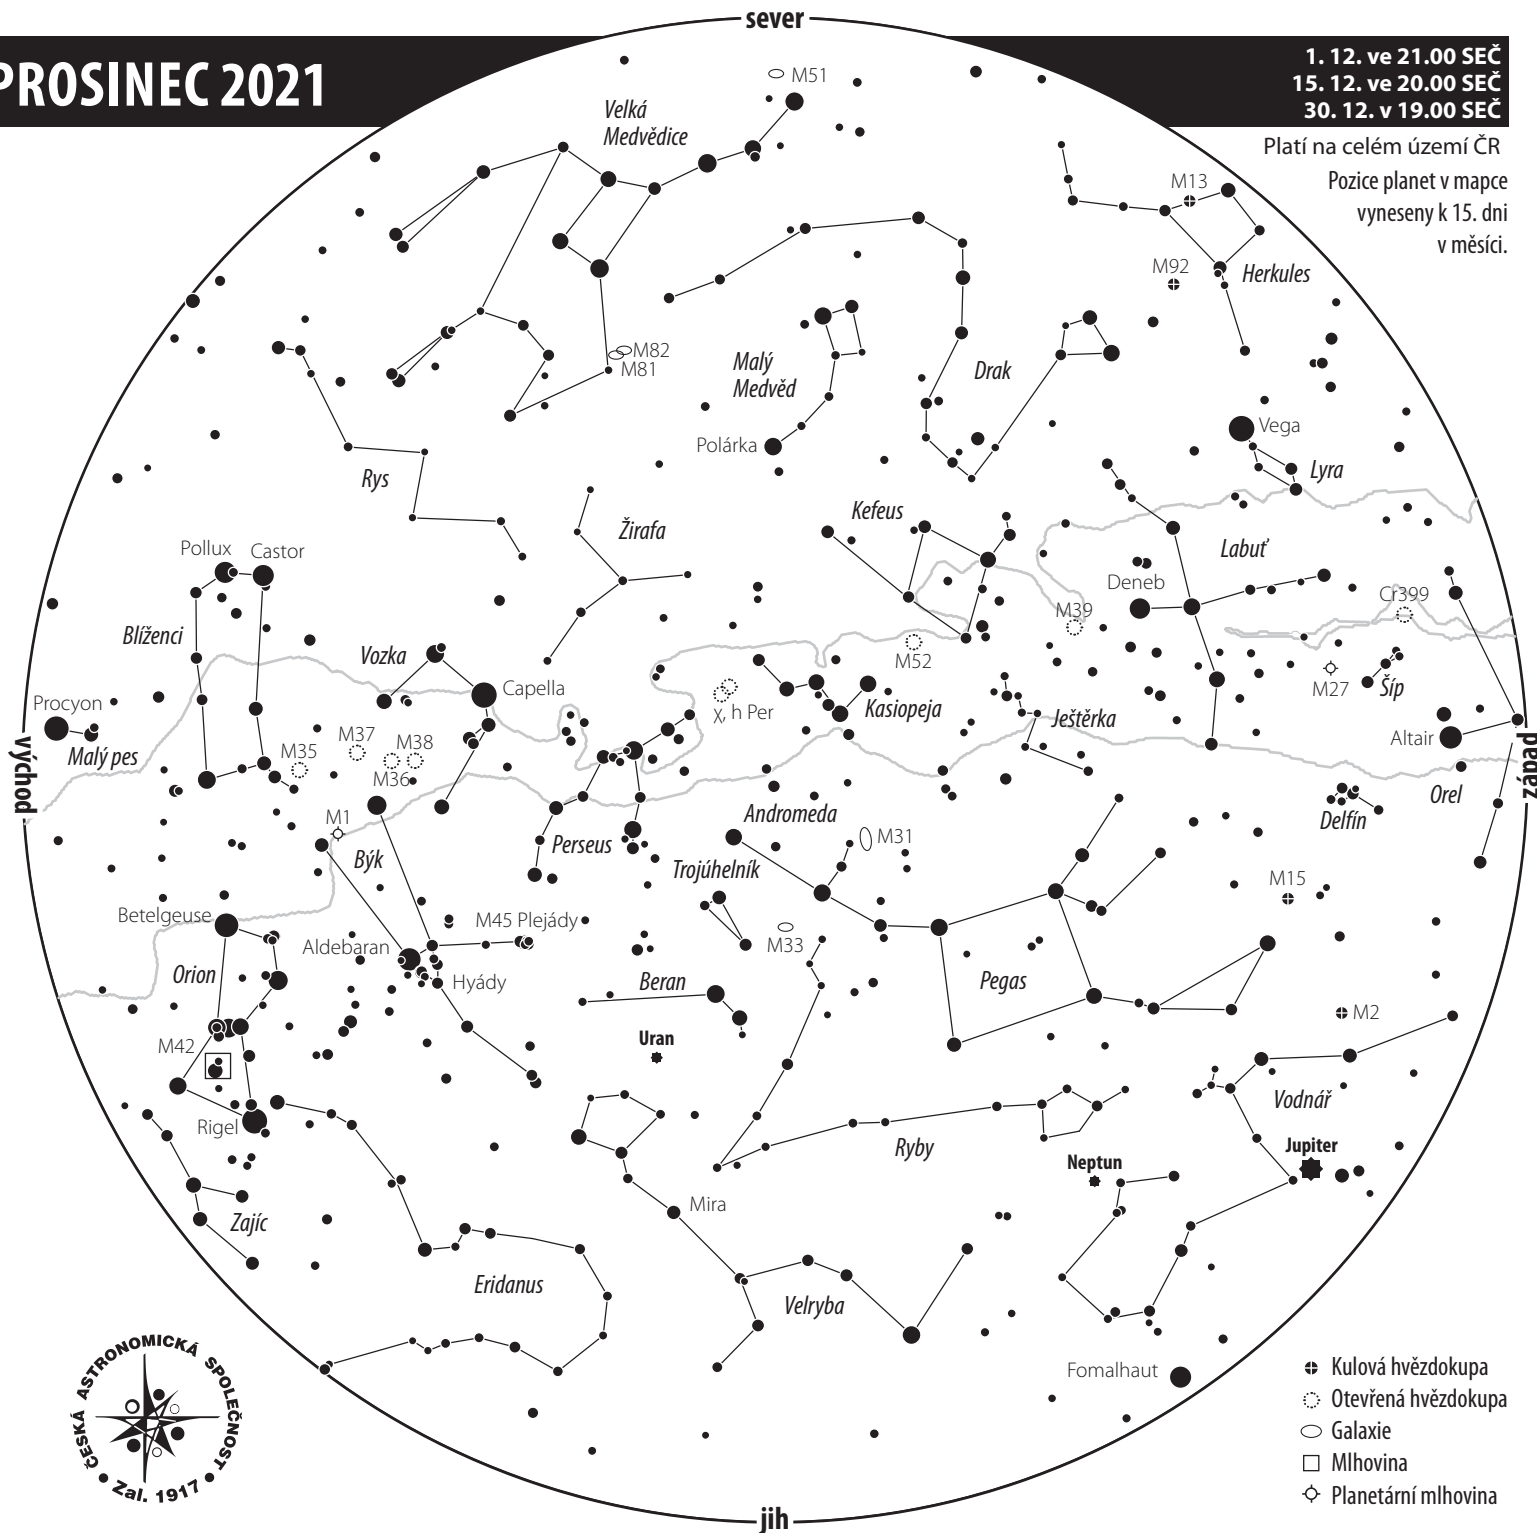 sever
PROSINEC 2021
1. 12. ve 21.00 SEČ
15. 12. ve 20.00 SEČ
30. 12. v 19.00 SEČ
Platí na celém území ČR
Pozice planet v mapce
vyneseny k 15. dni
v měsíci.
M51
Velká
Medvědice
M13
M92
Herkules
M82
M81
Malý
Medvěd
Drak
Polárka
Vega
Lyra
Rys
Žirafa
Kefeus
Labuť
Pollux
Castor
Deneb
Cr399
M39
Blíženci
Vozka
M52
Capella
M27
Šíp
Procyon
χ, h Per
Kasiopeja
Ještěrka
Malý pes
M37
M38
M35
M36
Altair
východ
západ
Orel
M1
Andromeda
Delfín
Býk
Perseus
M31
Trojúhelník
M15
Betelgeuse
M45 Plejády
M33
Aldebaran
Orion
Hyády
Beran
Pegas
M2
Uran
M42
Vodnář
Rigel
Ryby
Jupiter
Neptun
Mira
Zajíc
Eridanus
Velryba
Fomalhaut
ČESKÁ ASTRONOMICKÁ SPOLEČNOST
Zal. 1917
Kulová hvězdokupa
Otevřená hvězdokupa
Galaxie
Mlhovina
Planetární mlhovina
jih